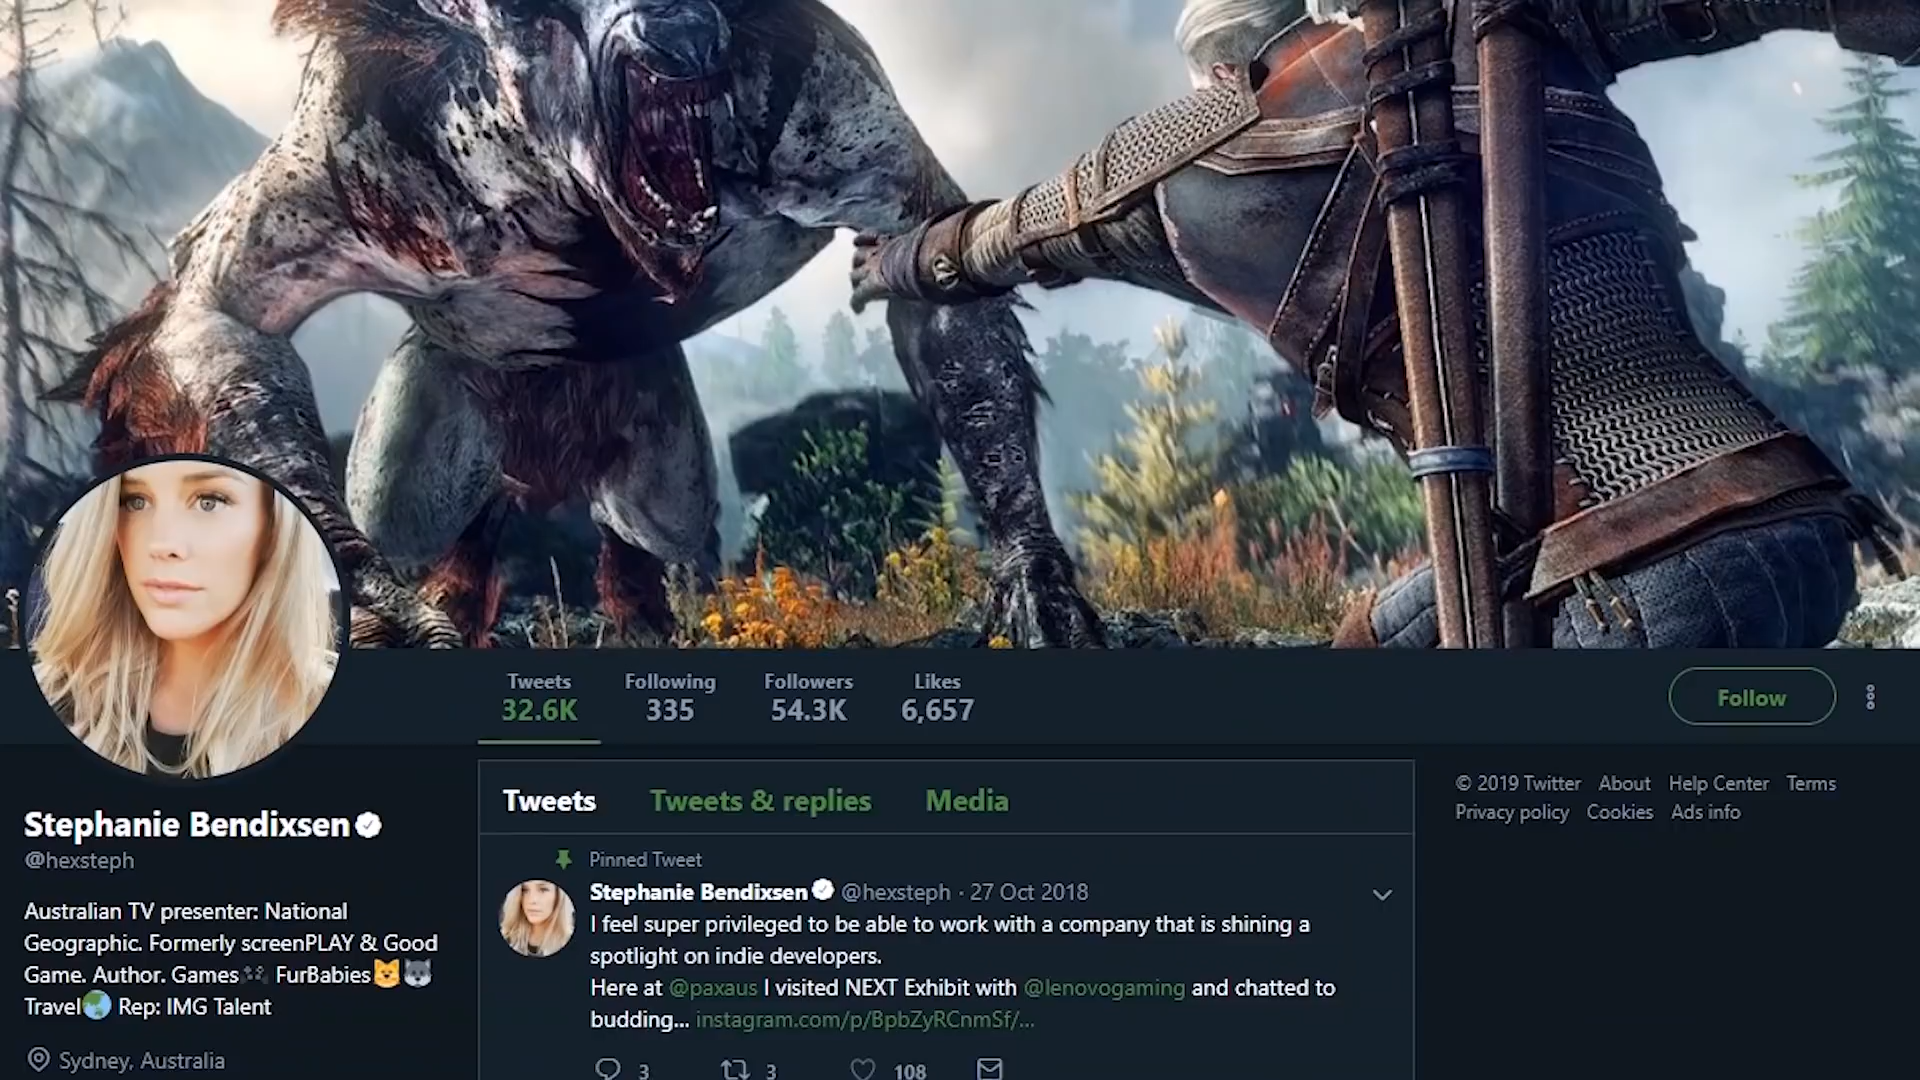 Tweets
32.6K
Following
335
Followers
54.3K
Likes
6,657
Follow
Stephanie Bendixsen
@hexsteph
Australian TV presenter: National
Geographic. Formerly screenPLAY & Good
Game. Author. Games👾 FurBabies🐱🐺
Travel🌏 Rep: IMG Talent
Sydney, Australia
Tweets Tweets & replies Media
Pinned Tweet
Stephanie Bendixsen @hexsteph · 27 Oct 2018
I feel super privileged to be able to work with a company that is shining a
spotlight on indie developers.
Here at @paxaus I visited NEXT Exhibit with @lenovogaming and chatted to
budding... instagram.com/p/BpbZyRCnmSf/...
3 3 108
© 2019 Twitter About Help Center Terms
Privacy policy Cookies Ads info